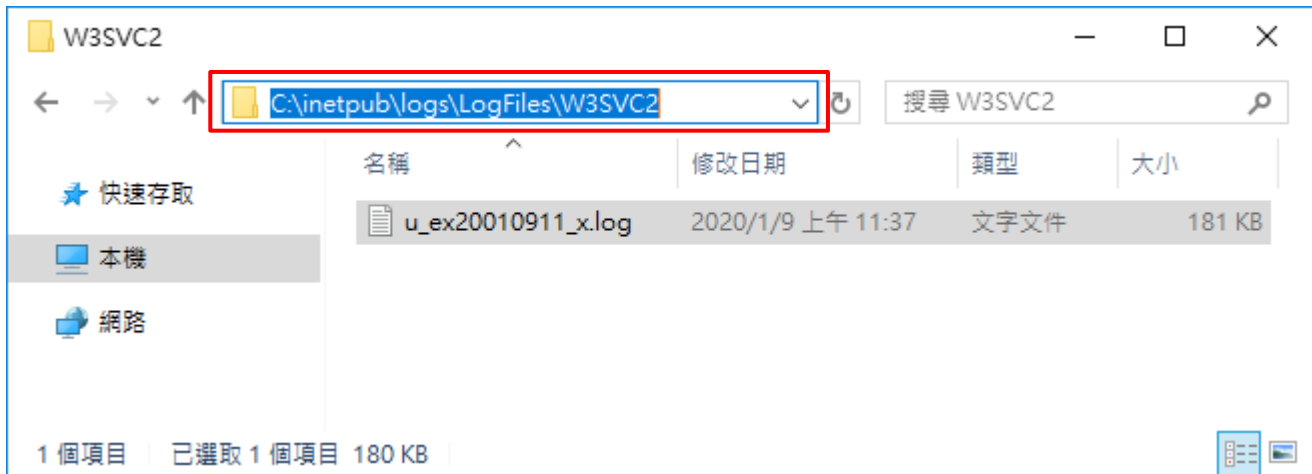 W3SVC2
C:\inetpub\logs\LogFiles\W3SVC2 搜尋 W3SVC2
名稱 修改日期 類型 大小
快速存取
u_ex20010911_x.log 2020/1/9 上午 11:37 文字文件 181 KB
本機
網路
1 個項目 已選取 1 個項目 180 KB